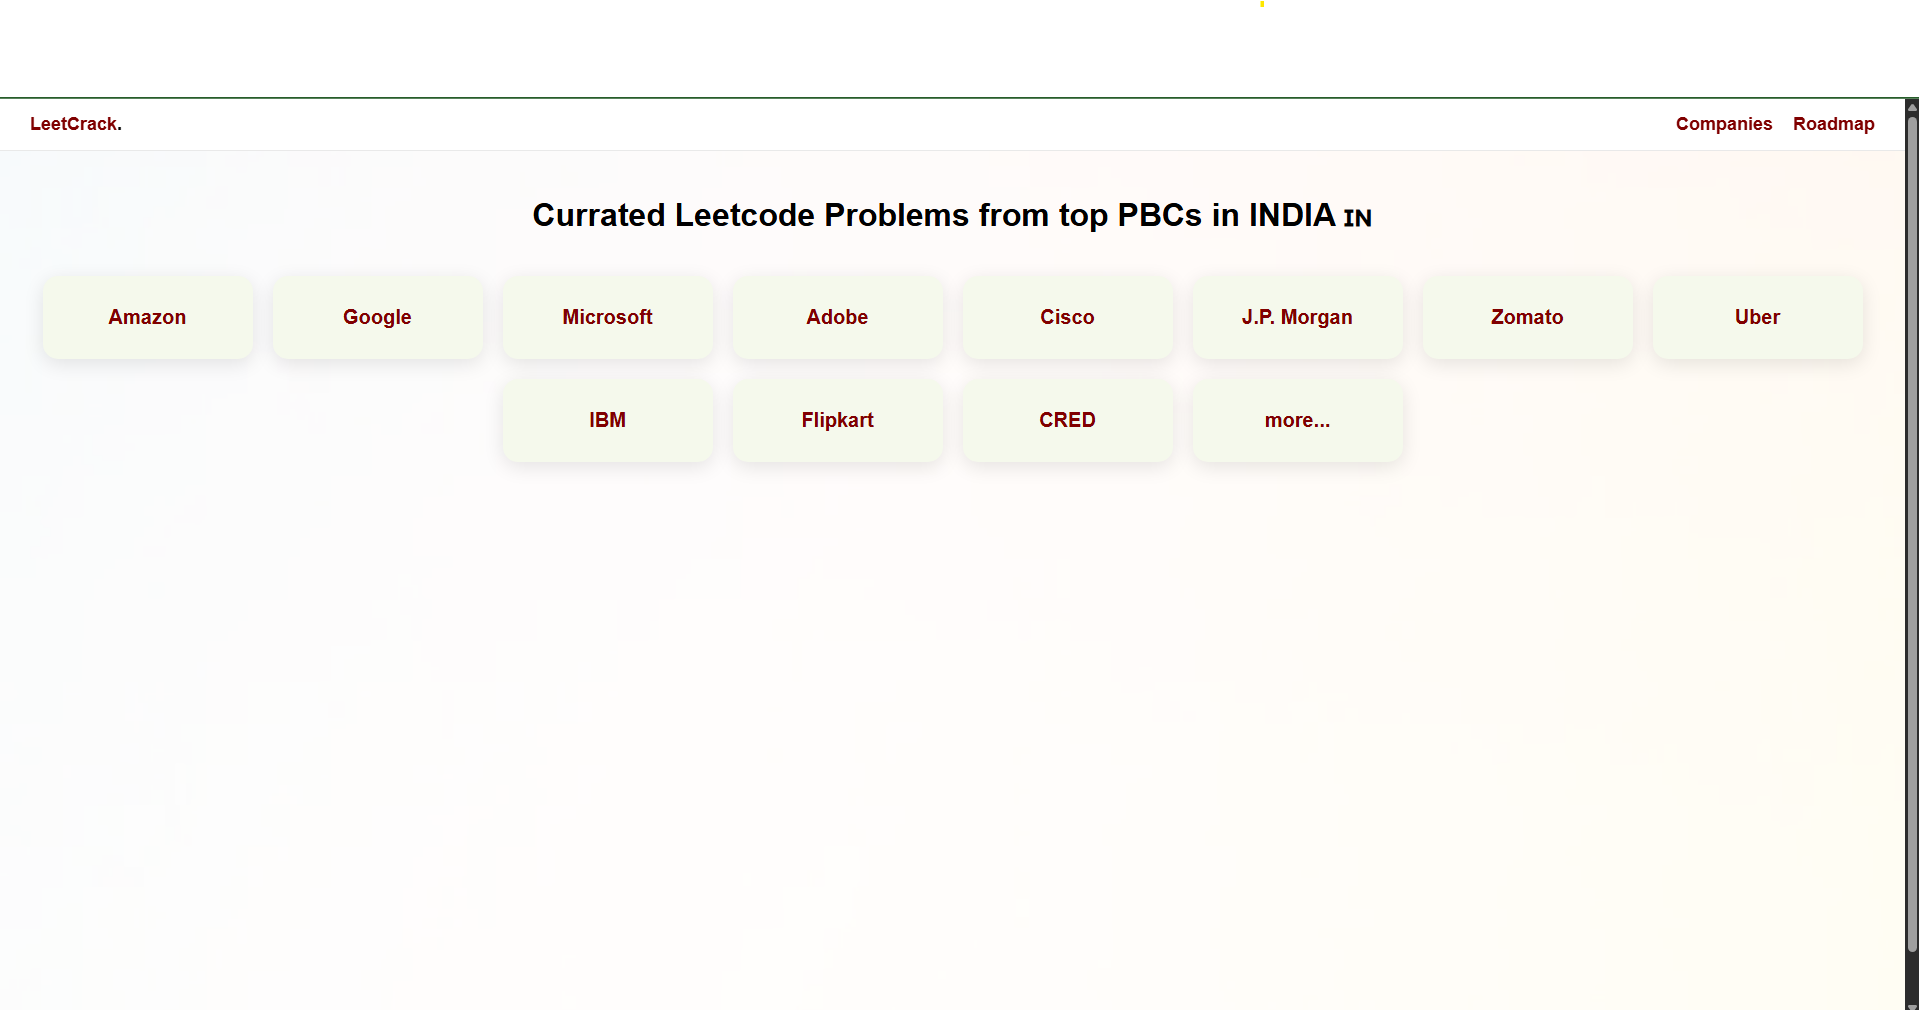 LeetCrack.
Companies Roadmap
Currated Leetcode Problems from top PBCs in INDIA ɪɴ
Amazon Google Microsoft Adobe Cisco J.P. Morgan Zomato Uber
IBM Flipkart CRED more...